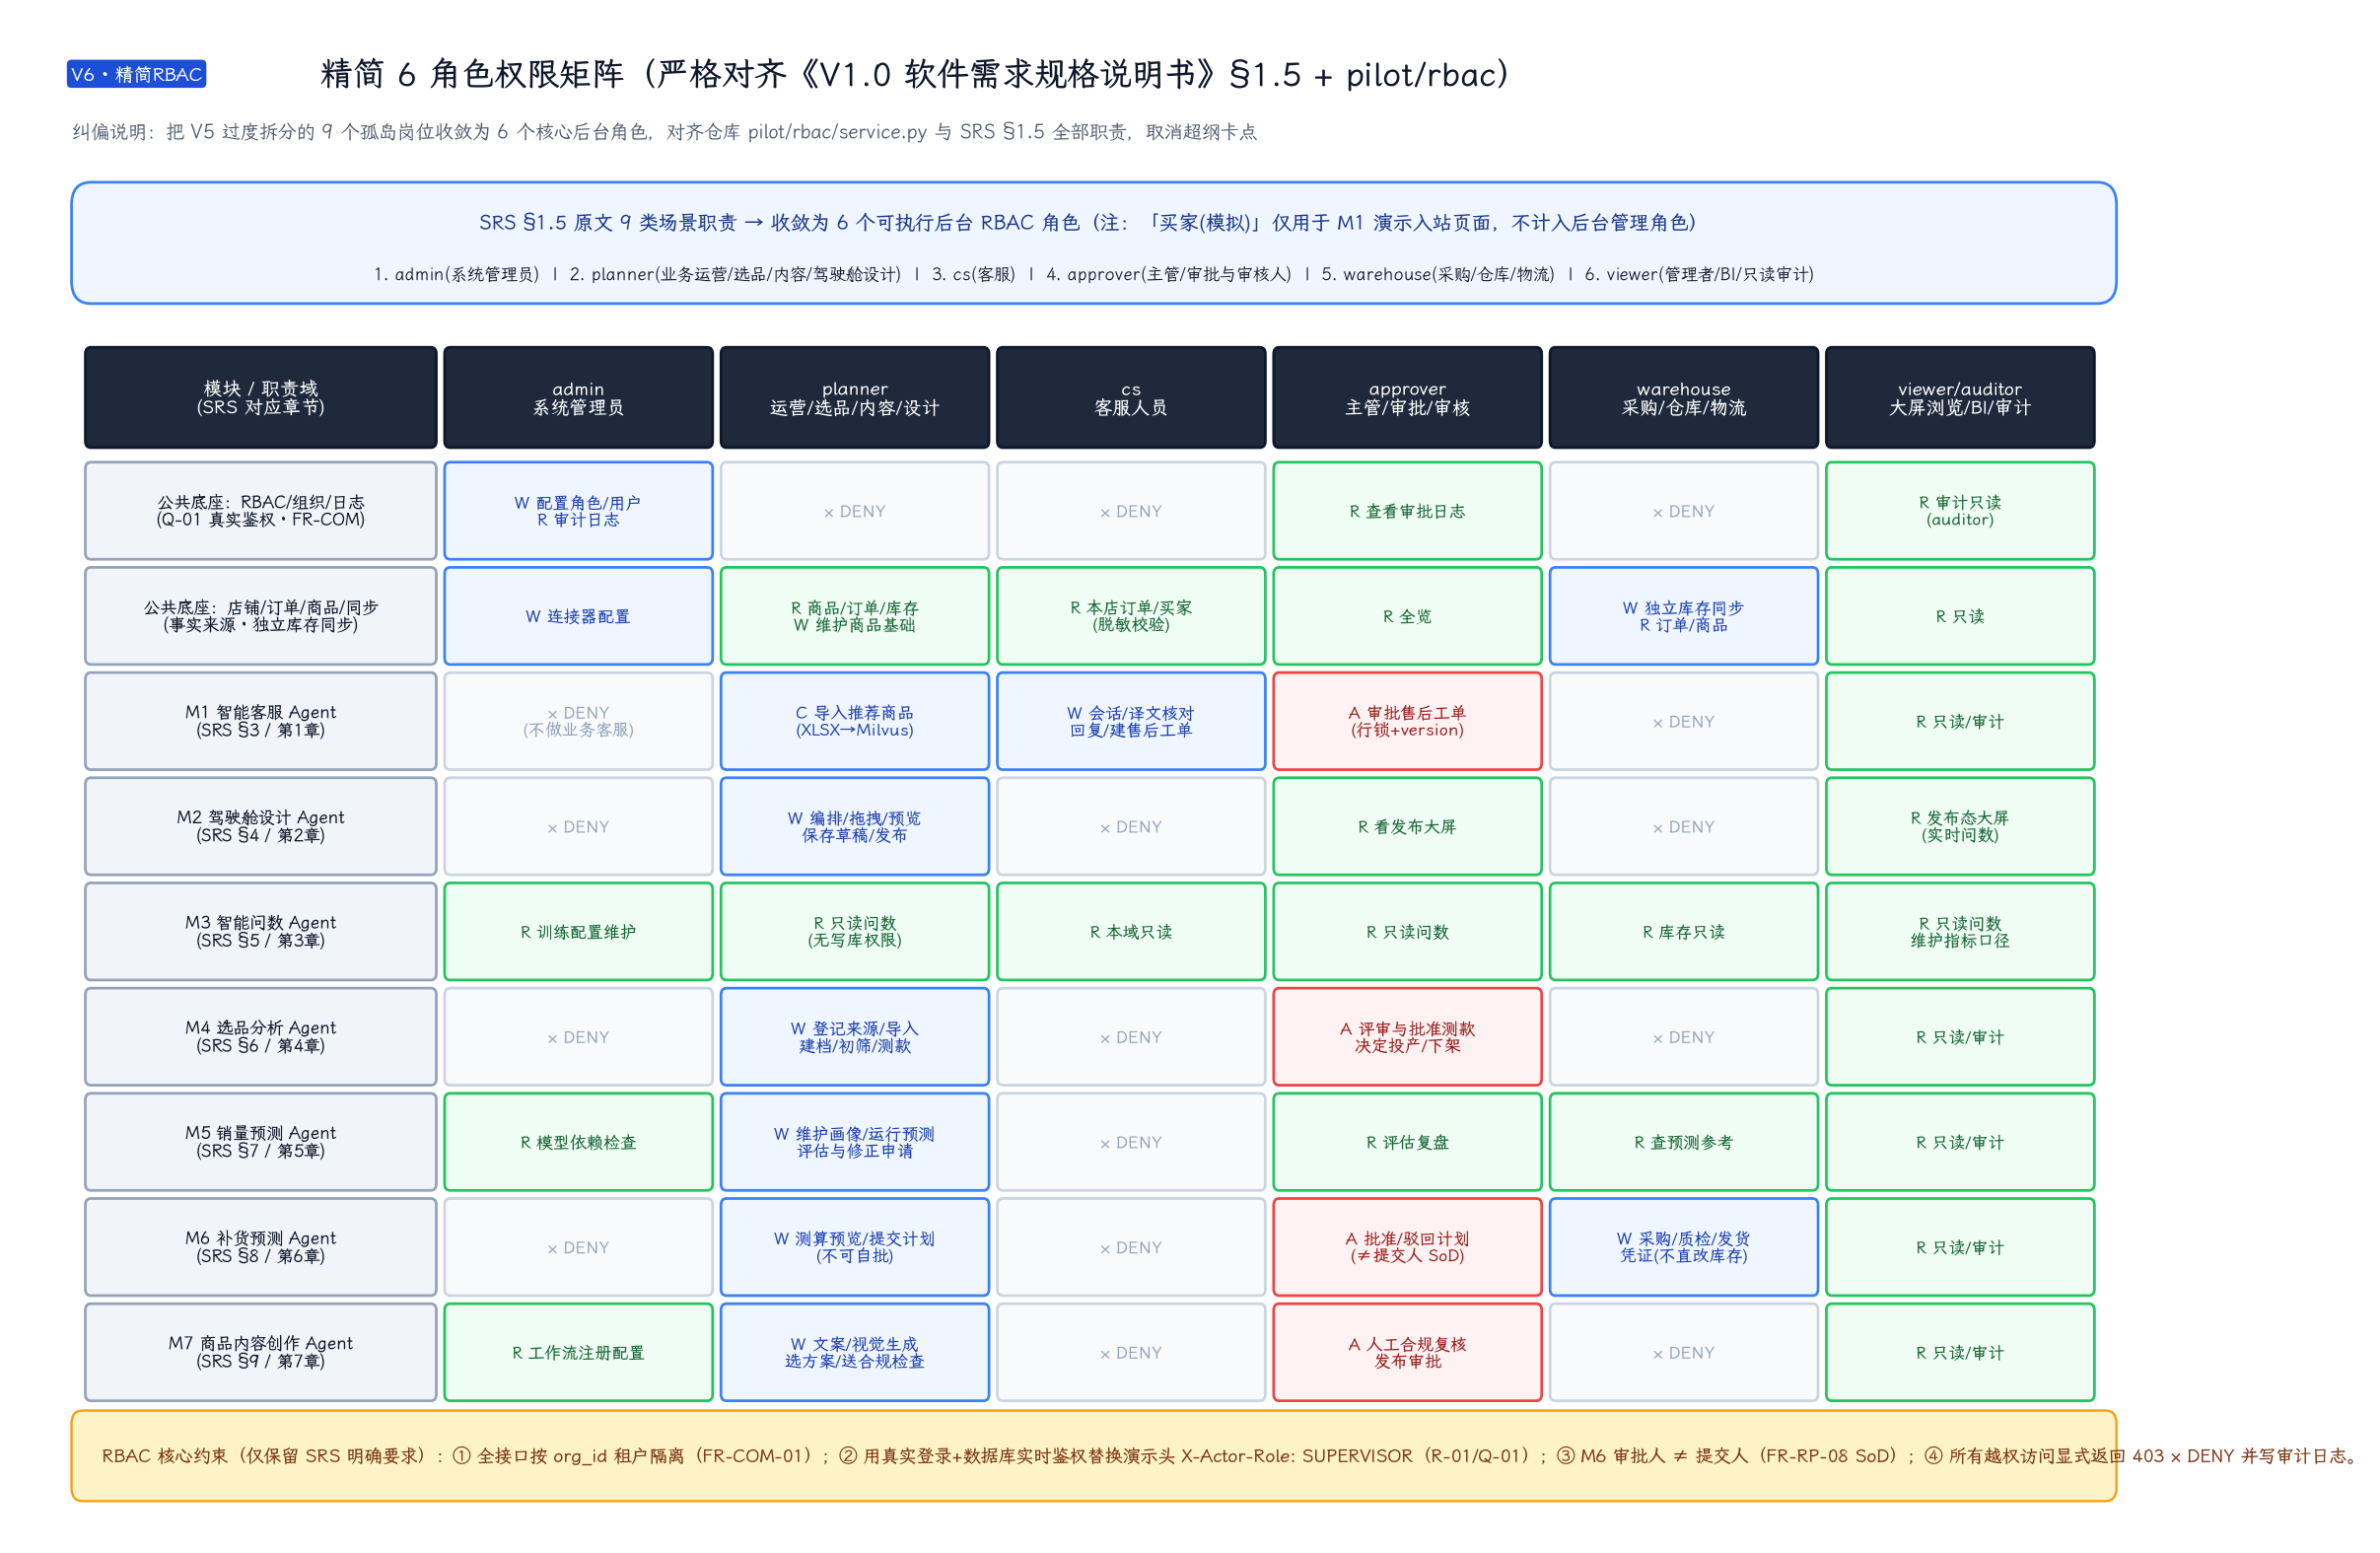 V6·精简RBAC
精简 6 角色权限矩阵（严格对齐《V1.0 软件需求规格说明书》§1.5 + pilot/rbac）
纠偏说明：把 V5 过度拆分的 9 个孤岛岗位收敛为 6 个核心后台角色，对齐仓库 pilot/rbac/service.py 与 SRS §1.5 全部职责，取消超纲卡点
SRS §1.5 原文 9 类场景职责 → 收敛为 6 个可执行后台 RBAC 角色（注：「买家(模拟)」仅用于 M1 演示入站页面，不计入后台管理角色）
1. admin(系统管理员) | 2. planner(业务运营/选品/内容/驾驶舱设计) | 3. cs(客服) | 4. approver(主管/审批与审核人) | 5. warehouse(采购/仓库/物流) | 6. viewer(管理者/BI/只读审计)
模块 / 职责域
(SRS 对应章节)
admin
系统管理员
planner
运营/选品/内容/设计
cs
客服人员
approver
主管/审批/审核
warehouse
采购/仓库/物流
viewer/auditor
大屏浏览/BI/审计
公共底座：RBAC/组织/日志
(Q-01 真实鉴权·FR-COM)
W 配置角色/用户
R 审计日志
× DENY
× DENY
R 查看审批日志
× DENY
R 审计只读
(auditor)
公共底座：店铺/订单/商品/同步
(事实来源·独立库存同步)
W 连接器配置
R 商品/订单/库存
W 维护商品基础
R 本店订单/买家
(脱敏校验)
R 全览
W 独立库存同步
R 订单/商品
R 只读
M1 智能客服 Agent
(SRS §3 / 第1章)
× DENY
(不做业务客服)
C 导入推荐商品
(XLSX→Milvus)
W 会话/译文核对
回复/建售后工单
A 审批售后工单
(行锁+version)
× DENY
R 只读/审计
M2 驾驶舱设计 Agent
(SRS §4 / 第2章)
× DENY
W 编排/拖拽/预览
保存草稿/发布
× DENY
R 看发布大屏
× DENY
R 发布态大屏
(实时问数)
M3 智能问数 Agent
(SRS §5 / 第3章)
R 训练配置维护
R 只读问数
(无写库权限)
R 本域只读
R 只读问数
R 库存只读
R 只读问数
维护指标口径
M4 选品分析 Agent
(SRS §6 / 第4章)
× DENY
W 登记来源/导入
建档/初筛/测款
× DENY
A 评审与批准测款
决定投产/下架
× DENY
R 只读/审计
M5 销量预测 Agent
(SRS §7 / 第5章)
R 模型依赖检查
W 维护画像/运行预测
评估与修正申请
× DENY
R 评估复盘
R 查预测参考
R 只读/审计
M6 补货预测 Agent
(SRS §8 / 第6章)
× DENY
W 测算预览/提交计划
(不可自批)
× DENY
A 批准/驳回计划
(≠提交人 SoD)
W 采购/质检/发货
凭证(不直改库存)
R 只读/审计
M7 商品内容创作 Agent
(SRS §9 / 第7章)
R 工作流注册配置
W 文案/视觉生成
选方案/送合规检查
× DENY
A 人工合规复核
发布审批
× DENY
R 只读/审计
RBAC 核心约束（仅保留 SRS 明确要求）: ① 全接口按 org_id 租户隔离（FR-COM-01）; ② 用真实登录+数据库实时鉴权替换演示头 X-Actor-Role: SUPERVISOR（R-01/Q-01）; ③ M6 审批人 ≠ 提交人（FR-RP-08 SoD）; ④ 所有越权访问显式返回 403 × DENY 并写审计日志。